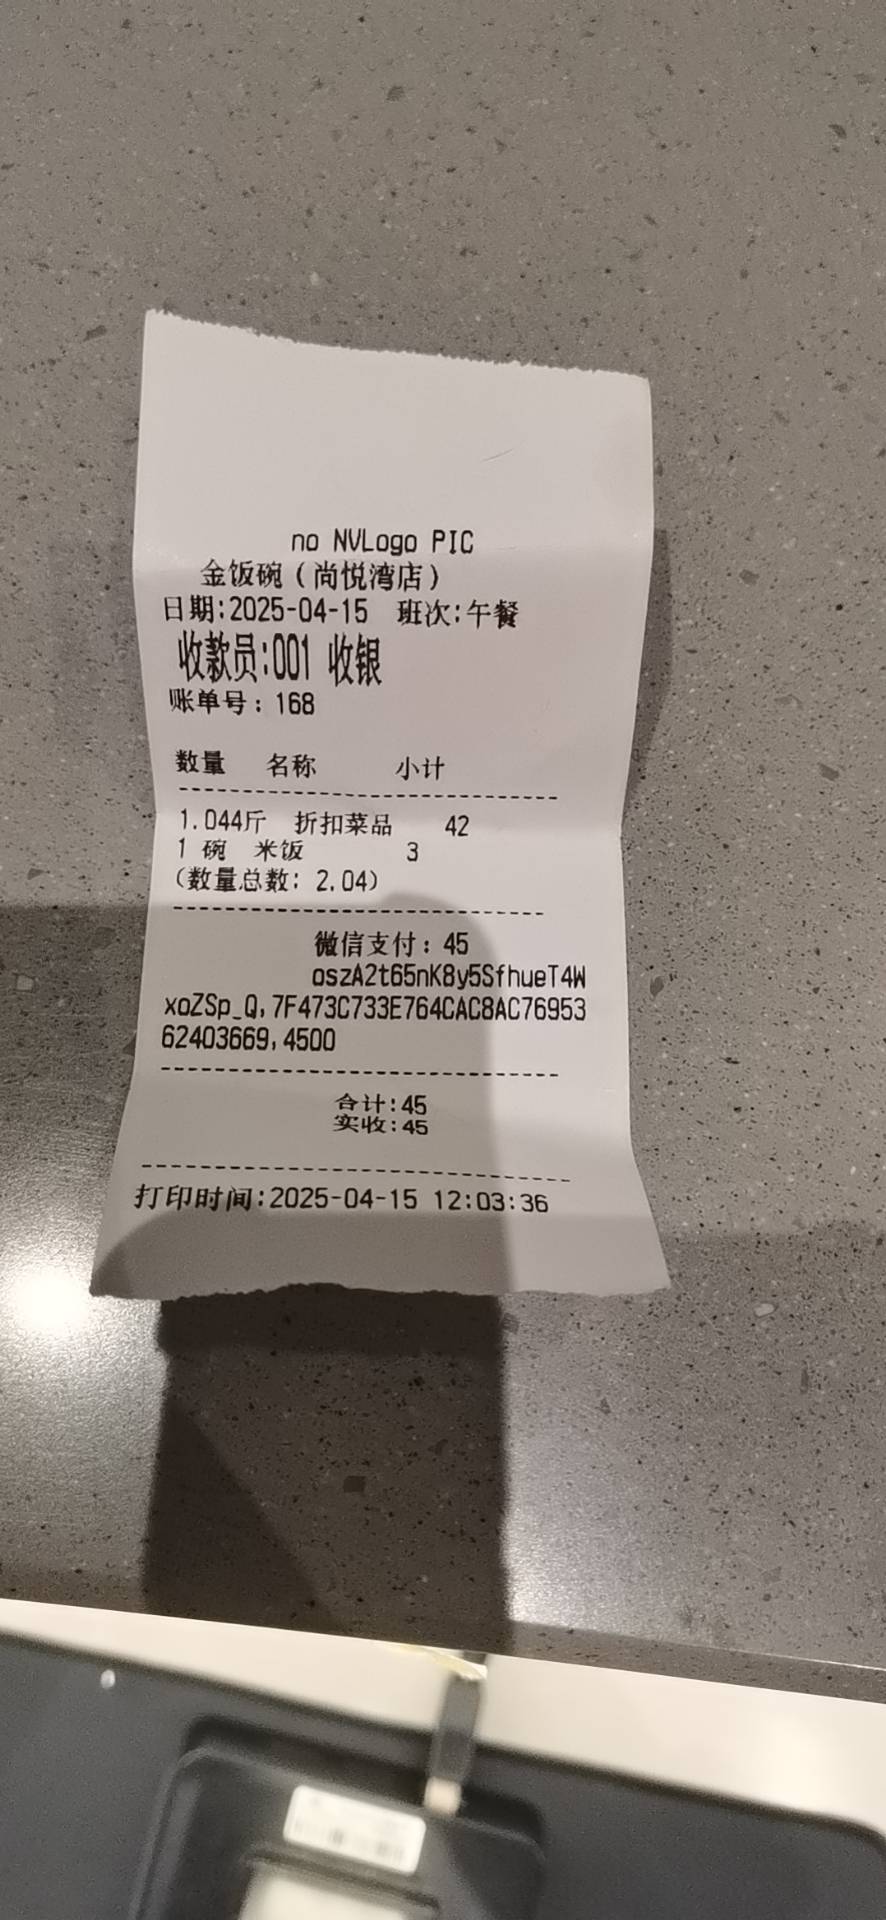 no NVLogo PIC
金饭碗（尚悦湾店）
日期:2025-04-15 班次:午餐
收款员:001 收银
账单号：168
数量 名称 小计
1.044斤 折扣菜品 42
1 碗 米饭 3
（数量总数：2.04）
微信支付：45
oszA2t65nK8y5SfhueT4W
xoZSp_Q,7F473C733E764CAC8AC76953
62403669,4500
合计:45
实收:45
打印时间:2025-04-15 12:03:36